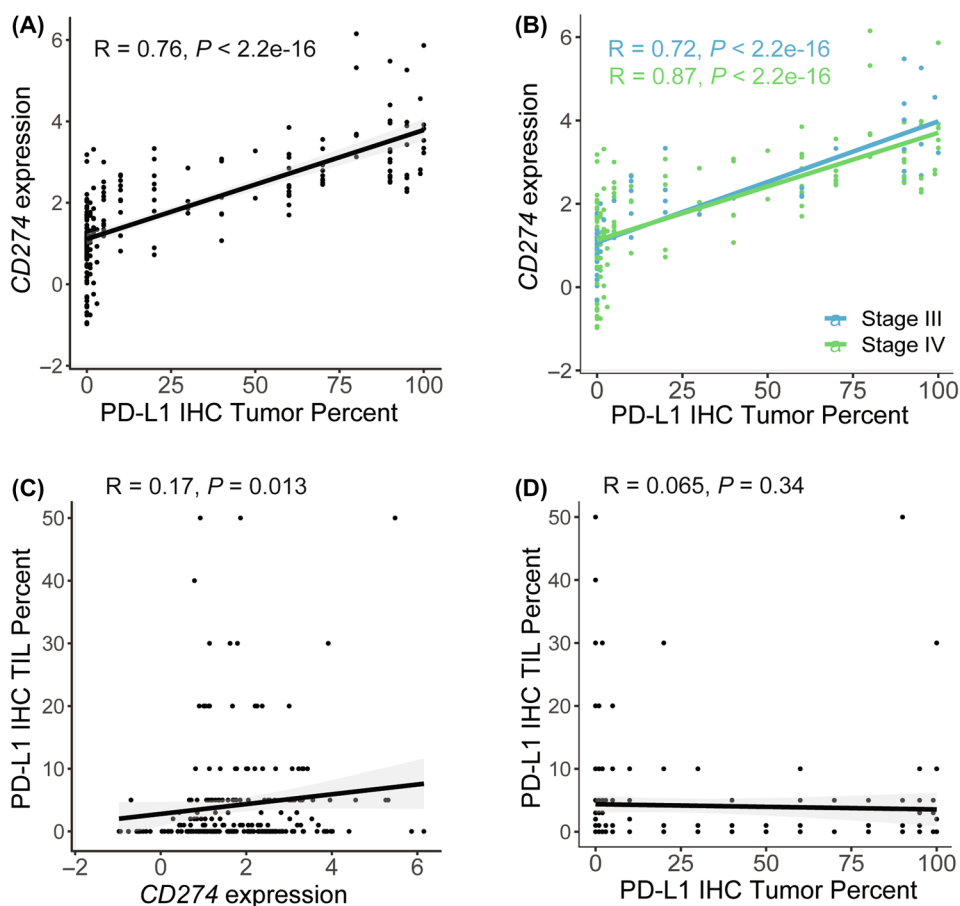 (A)
R = 0.76, P < 2.2e-16
6
4
2
0
−2
CD274 expression
0 25 50 75 100
PD-L1 IHC Tumor Percent
(B)
R = 0.72, P < 2.2e-16
R = 0.87, P < 2.2e-16
6
4
2
0
−2
CD274 expression
a Stage III
a Stage IV
0 25 50 75 100
PD-L1 IHC Tumor Percent
(C)
R = 0.17, P = 0.013
50
40
30
20
10
0
PD-L1 IHC TIL Percent
−2 0 2 4 6
CD274 expression
(D)
R = 0.065, P = 0.34
50
40
30
20
10
0
PD-L1 IHC TIL Percent
0 25 50 75 100
PD-L1 IHC Tumor Percent